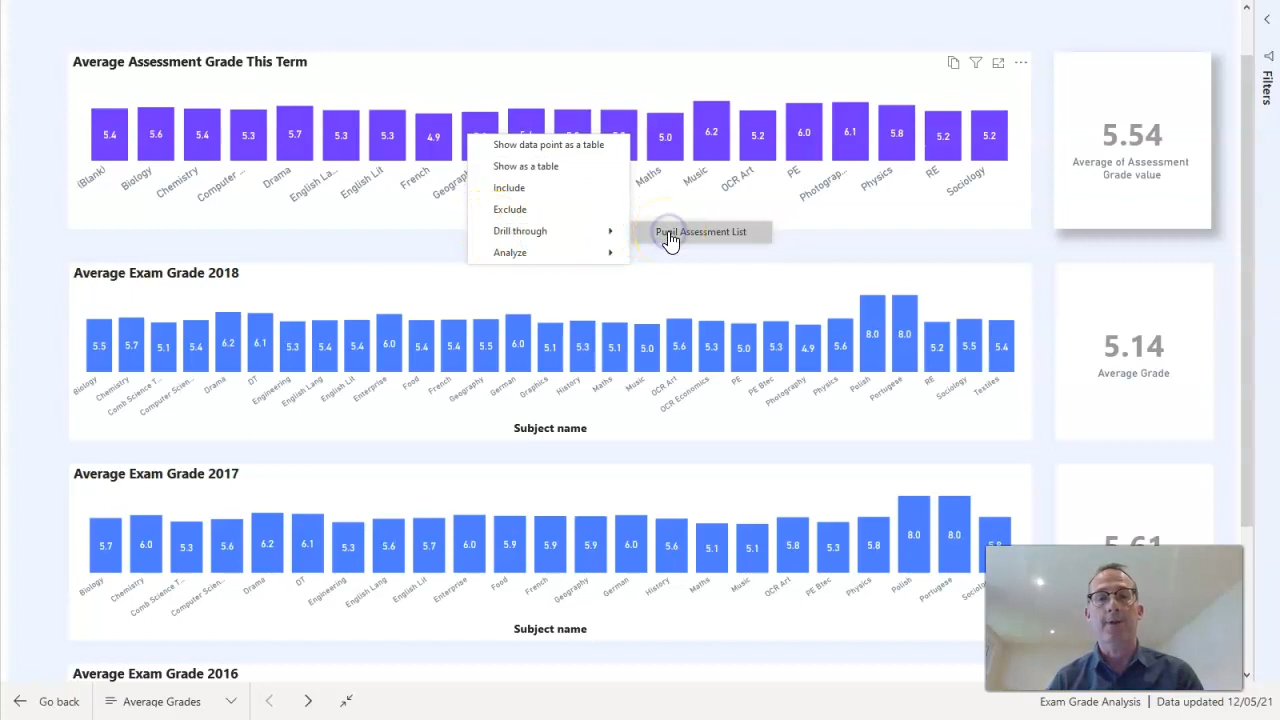 Average Assessment Grade This Term
5.4 5.6 5.4 5.3 5.7 5.3 5.3 4.9 5.0 6.2 5.2 6.0 6.1 5.8 5.2 5.2
(Blank) Biology Chemistry Computer ... Drama English La... English Lit French Geograp Maths Music OCR Art PE Photograp... Physics RE Sociology
Show data point as a table
Show as a table
Include
Exclude
Drill through
Analyze
Pupil Assessment List
5.54
Average of Assessment
Grade value
Filters
Average Exam Grade 2018
5.5 5.7 5.1 5.4 6.2 6.1 5.3 5.4 5.4 6.0 5.4 5.4 5.5 6.0 5.1 5.3 5.1 5.0 5.6 5.3 5.0 5.3 4.9 5.6 8.0 8.0 5.2 5.5 5.4
Biology Chemistry Comb Science T... Computer Scien... Drama DT Engineering English Lang English Lit Enterprise Food French Geography German Graphics History Maths Music OCR Art OCR Economics PE PE Btec Photography Physics Polish Portugese RE Sociology Textiles
Subject name
5.14
Average Grade
Average Exam Grade 2017
5.7 6.0 5.3 5.6 6.2 6.1 5.3 5.6 5.7 6.0 5.9 5.9 5.9 6.0 5.6 5.1 5.1 5.8 5.3 5.8 8.0 8.0
Biology Chemistry Comb Science T... Computer Scien... Drama DT Engineering English Lang English Lit Enterprise Food French Geography German History Maths Music OCR Art PE Btec Physics Polish Portugese Sociol
Subject name
5.61
Average Exam Grade 2016
Go back
Average Grades
Exam Grade Analysis | Data updated 12/05/21